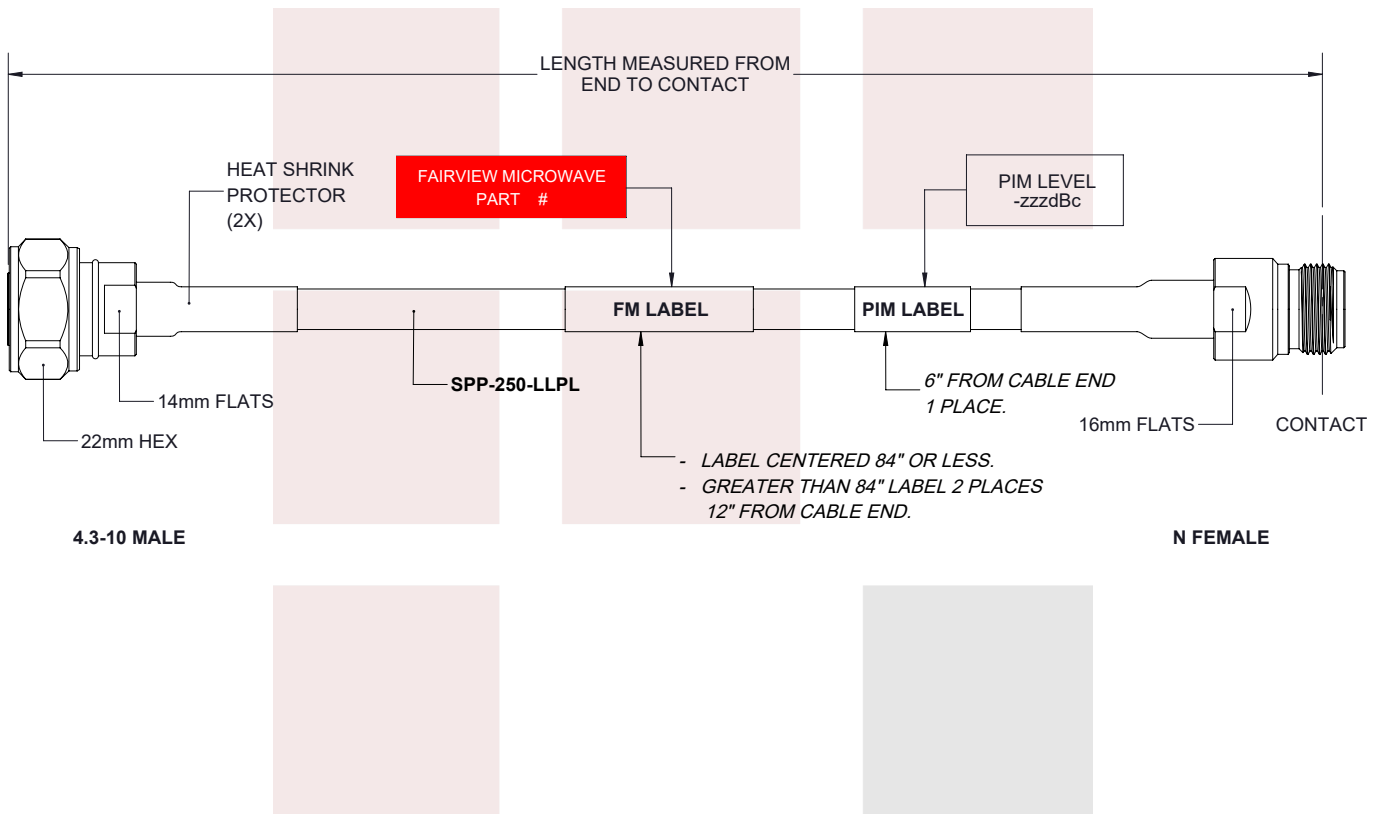 LENGTH MEASURED FROM
END TO CONTACT
HEAT SHRINK
PROTECTOR
(2X)
FAIRVIEW MICROWAVE
PART #
PIM LEVEL
-zzzdBc
FM LABEL
PIM LABEL
SPP-250-LLPL
6" FROM CABLE END
1 PLACE.
14mm FLATS
22mm HEX
16mm FLATS
CONTACT
- LABEL CENTERED 84" OR LESS.
- GREATER THAN 84" LABEL 2 PLACES
12" FROM CABLE END.
4.3-10 MALE
N FEMALE